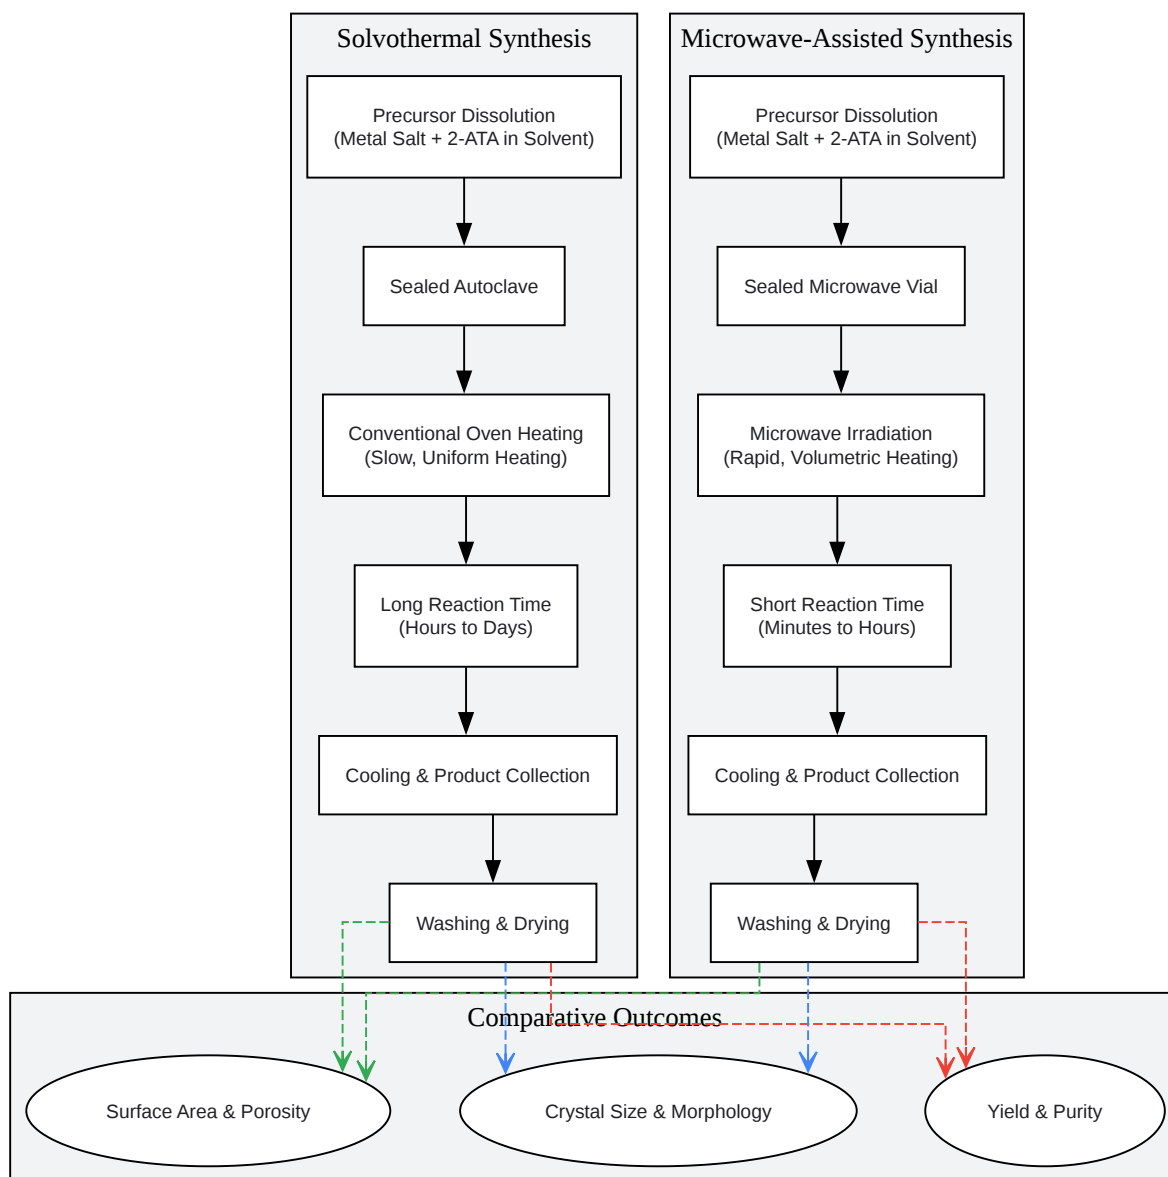 Solvothermal Synthesis
Precursor Dissolution
(Metal Salt + 2-ATA in Solvent)
Sealed Autoclave
Conventional Oven Heating
(Slow, Uniform Heating)
Long Reaction Time
(Hours to Days)
Cooling & Product Collection
Washing & Drying
Microwave-Assisted Synthesis
Precursor Dissolution
(Metal Salt + 2-ATA in Solvent)
Sealed Microwave Vial
Microwave Irradiation
(Rapid, Volumetric Heating)
Short Reaction Time
(Minutes to Hours)
Cooling & Product Collection
Washing & Drying
Comparative Outcomes
Surface Area & Porosity
Crystal Size & Morphology
Yield & Purity